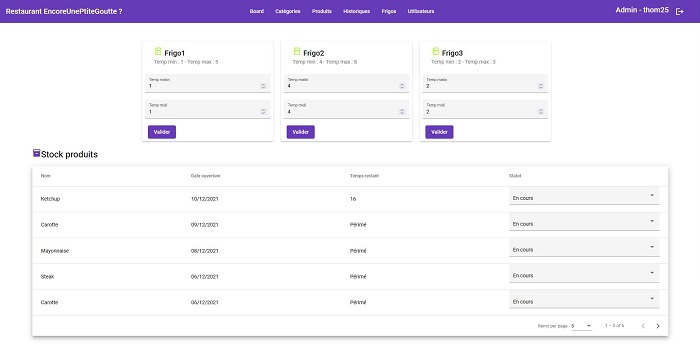 Restaurant EncoreUnePtiteGoutte ? Board Catégories Produits Historiques Frigos Utilisateurs Admin - thom25
Frigo1 Frigo2 Frigo3
Temp min : 1 - Temp max : 5 Temp min : 4 - Temp max : 8 Temp min : 2 - Temp max : 3
Temp matin Temp matin Temp matin
1 4 2
Temp midi Temp midi Temp midi
1 4 2
Valider Valider Valider
Stock produits
Nom Date ouverture Temps restant Statut
Ketchup 10/12/2021 16 En cours
Carotte 09/12/2021 Périmé En cours
Mayonnaise 08/12/2021 Périmé En cours
Steak 06/12/2021 Périmé En cours
Carotte 06/12/2021 Périmé En cours
Items per page: 5 1 – 5 of 6